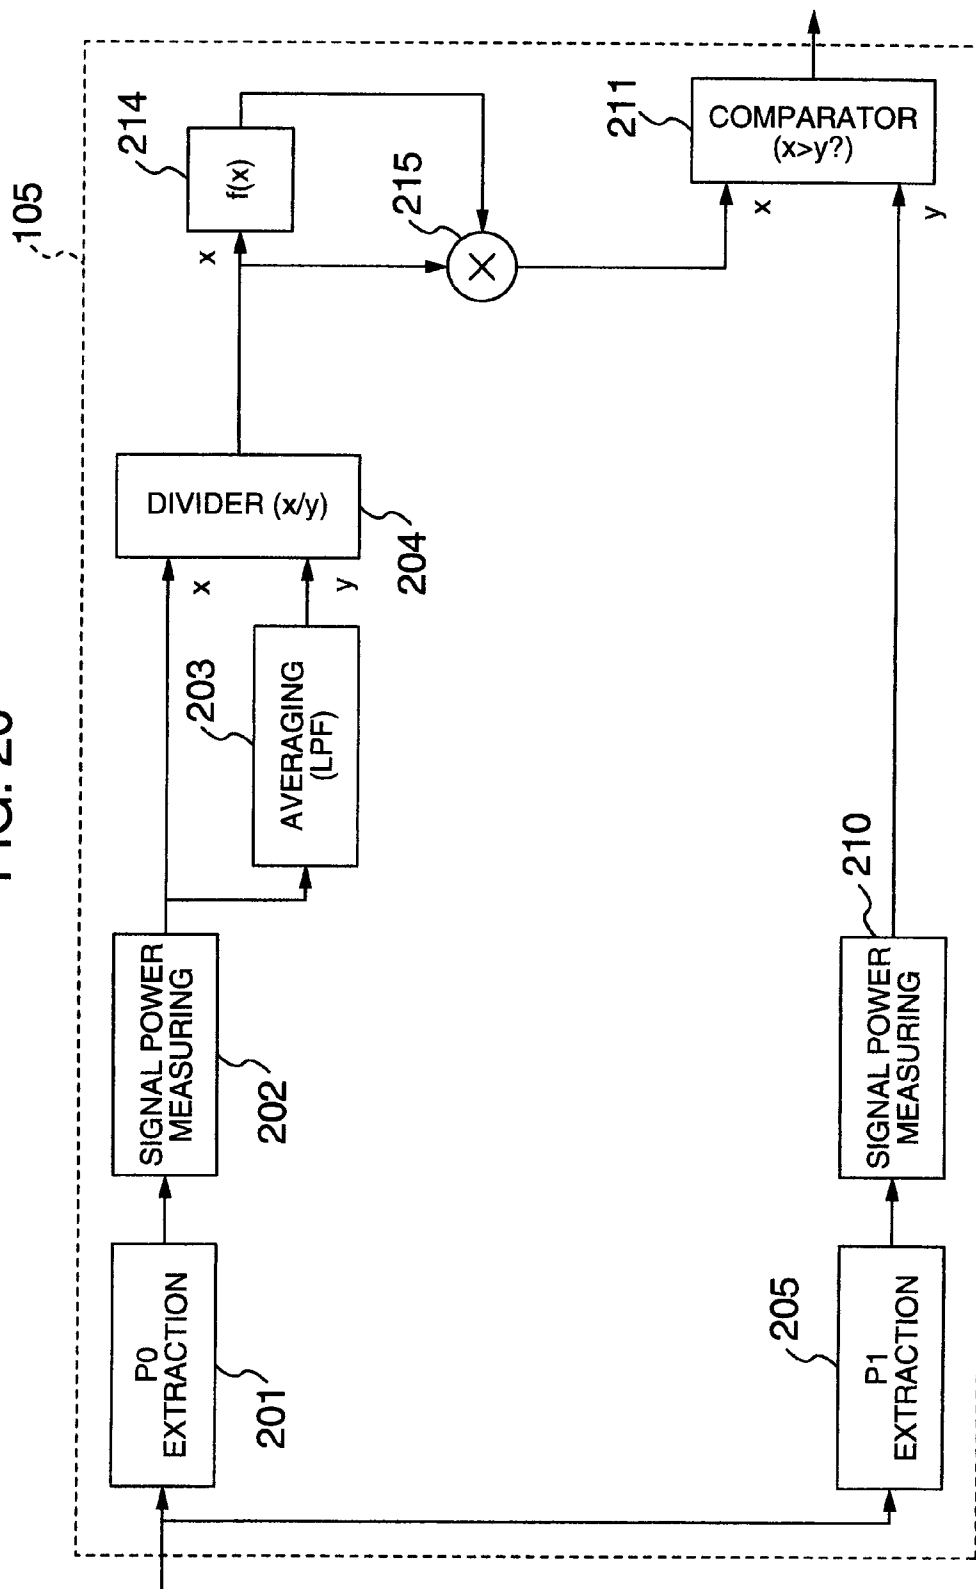 105
P0
EXTRACTION
201
SIGNAL POWER
MEASURING
202
AVERAGING
(LPF)
203
x
y
DIVIDER (x/y)
204
x
f(x)
214
215
P1
EXTRACTION
205
SIGNAL POWER
MEASURING
210
x
y
COMPARATOR
(x>y?)
211